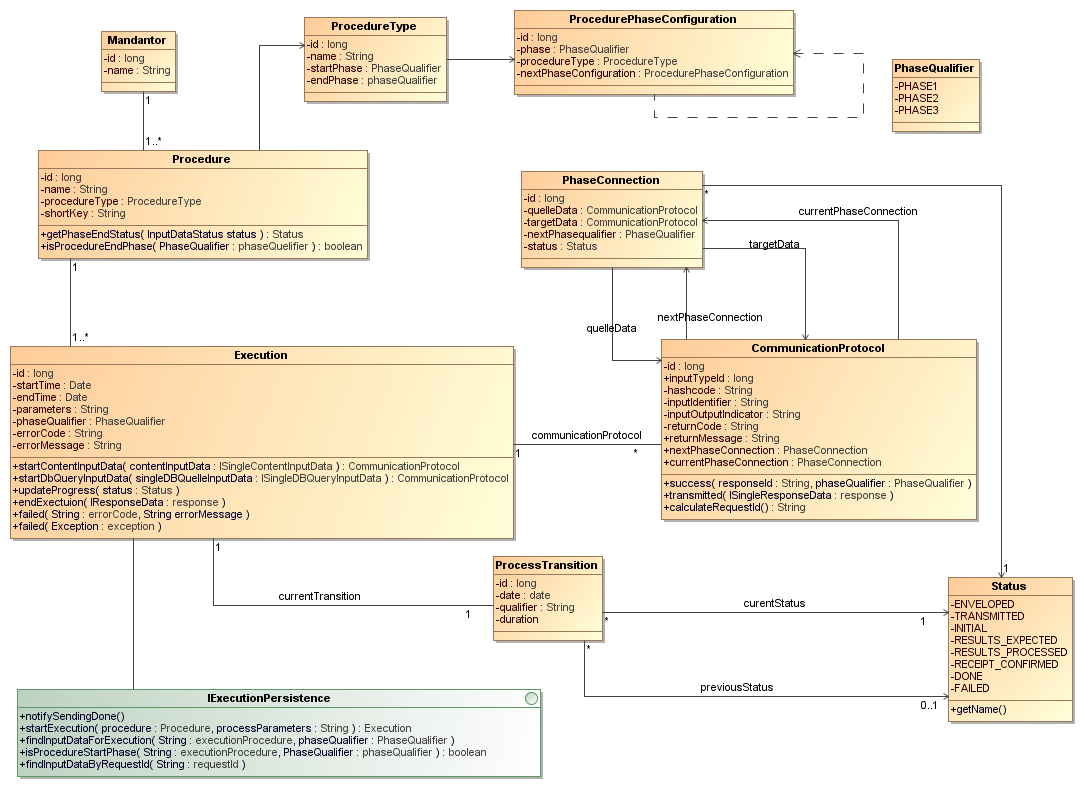 Mandantor
-id : long
-name : String
ProcedureType
-id : long
-name : String
-startPhase : PhaseQualifier
-endPhase : phaseQualifier
ProcedurePhaseConfiguration
-id : long
-phase : PhaseQualifier
-procedureType : ProcedureType
-nextPhaseConfiguration : ProcedurePhaseConfiguration
PhaseQualifier
-PHASE1
-PHASE2
-PHASE3
1
1..*
Procedure
-id : long
-name : String
-procedureType : ProcedureType
-shortKey : String
+getPhaseEndStatus( InputDataStatus status ) : Status
+isProcedureEndPhase( PhaseQualifier : phaseQuelifier ) : boolean
1
1..*
PhaseConnection
-id : long
-quelleData : CommunicationProtocol
-targetData : CommunicationProtocol
-nextPhasequalifier : PhaseQualifier
-status : Status
*
currentPhaseConnection
targetData
nextPhaseConnection
quelleData
CommunicationProtocol
-id : long
+inputTypeId : long
-hashcode : String
-inputIdentifier : String
-inputOutputIndicator : String
-returnCode : String
+returnMessage : String
+nextPhaseConnection : PhaseConnection
+currentPhaseConnection : PhaseConnection
+success( responseId : String, phaseQualifier : PhaseQualifier )
+transmitted( ISingleResponseData : response )
+calculateRequestId() : String
Execution
-id : long
-startTime : Date
-endTime : Date
-parameters : String
-phaseQualifier : PhaseQualifier
-errorCode : String
-errorMessage : String
+startContentInputData( contentInputData : ISingleContentInputData ) : CommunicationProtocol
+startDbQueryInputData( singleDBQuelleInputData : ISingleDBQueryInputData ) : CommunicationProtocol
+updateProgress( status : Status )
+endExectuion( IResponseData : response )
+failed( String : errorCode, String errorMessage )
+failed( Exception : exception )
communicationProtocol
1
*
1
currentTransition
1
ProcessTransition
-id : long
-date : date
-qualifier : String
-duration
*
curentStatus
1
*
previousStatus
0..1
1
Status
-ENVELOPED
-TRANSMITTED
-INITIAL
-RESULTS_EXPECTED
-RESULTS_PROCESSED
-RECEIPT_CONFIRMED
-DONE
-FAILED
+getName()
IExecutionPersistence
+notifySendingDone()
+startExecution( procedure : Procedure, processParameters : String ) : Execution
+findInputDataForExecution( String : executionProcedure, phaseQualifier : PhaseQualifier )
+isProcedureStartPhase( String : executionProcedure, PhaseQualifier : phaseQualifier ) : boolean
+findInputDataByRequestId( String : requestId )